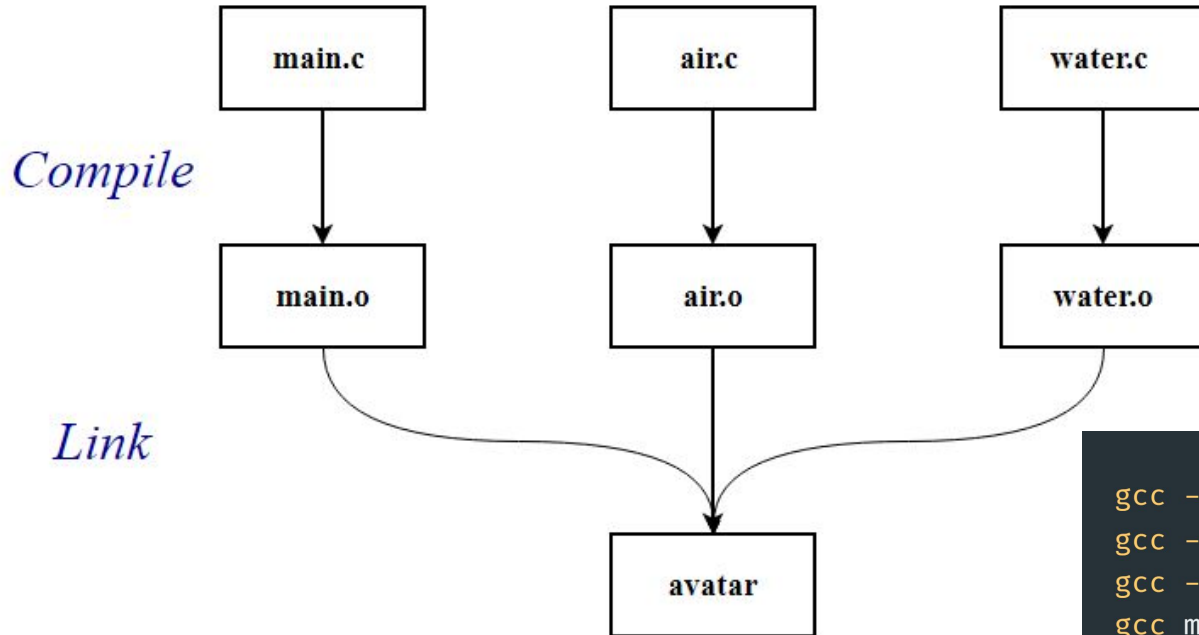 main.c air.c water.c
Compile
main.o air.o water.o
Link
avatar
gcc -
gcc -
gcc -
gcc m